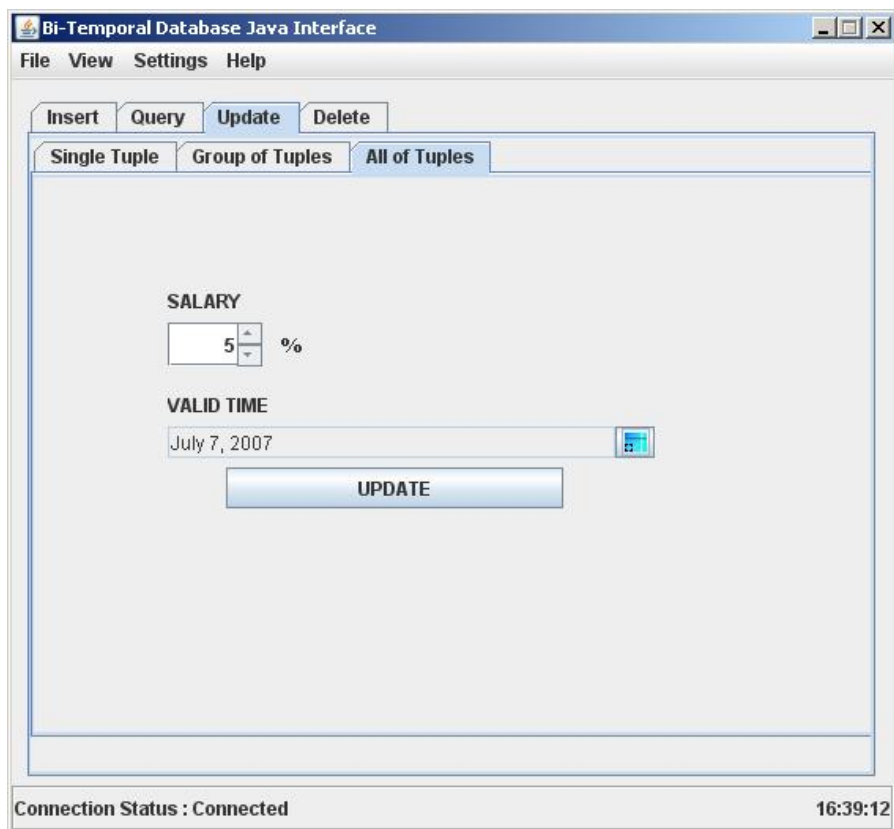 Bi-Temporal Database Java Interface
File View Settings Help
Insert Query Update Delete
Single Tuple Group of Tuples All of Tuples
SALARY
5 %
VALID TIME
July 7, 2007
UPDATE
Connection Status : Connected 16:39:12